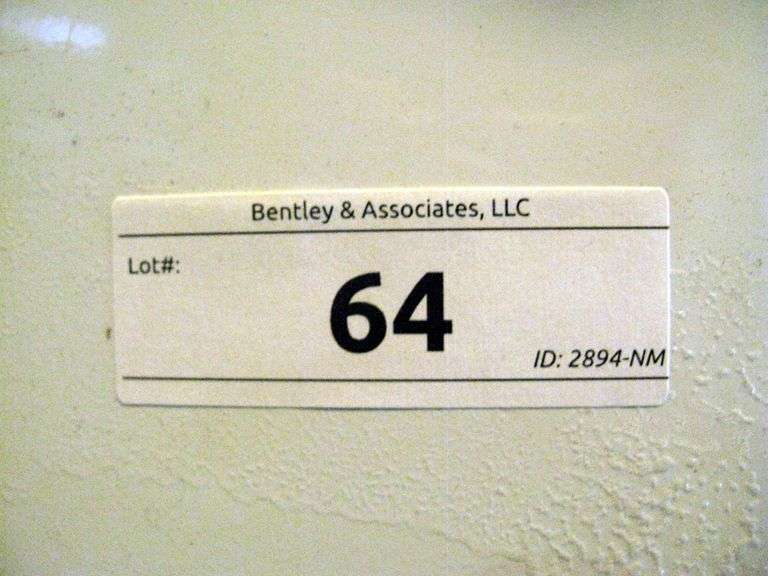 Bentley & Associates, LLC
Lot#:
64
ID: 2894-NM